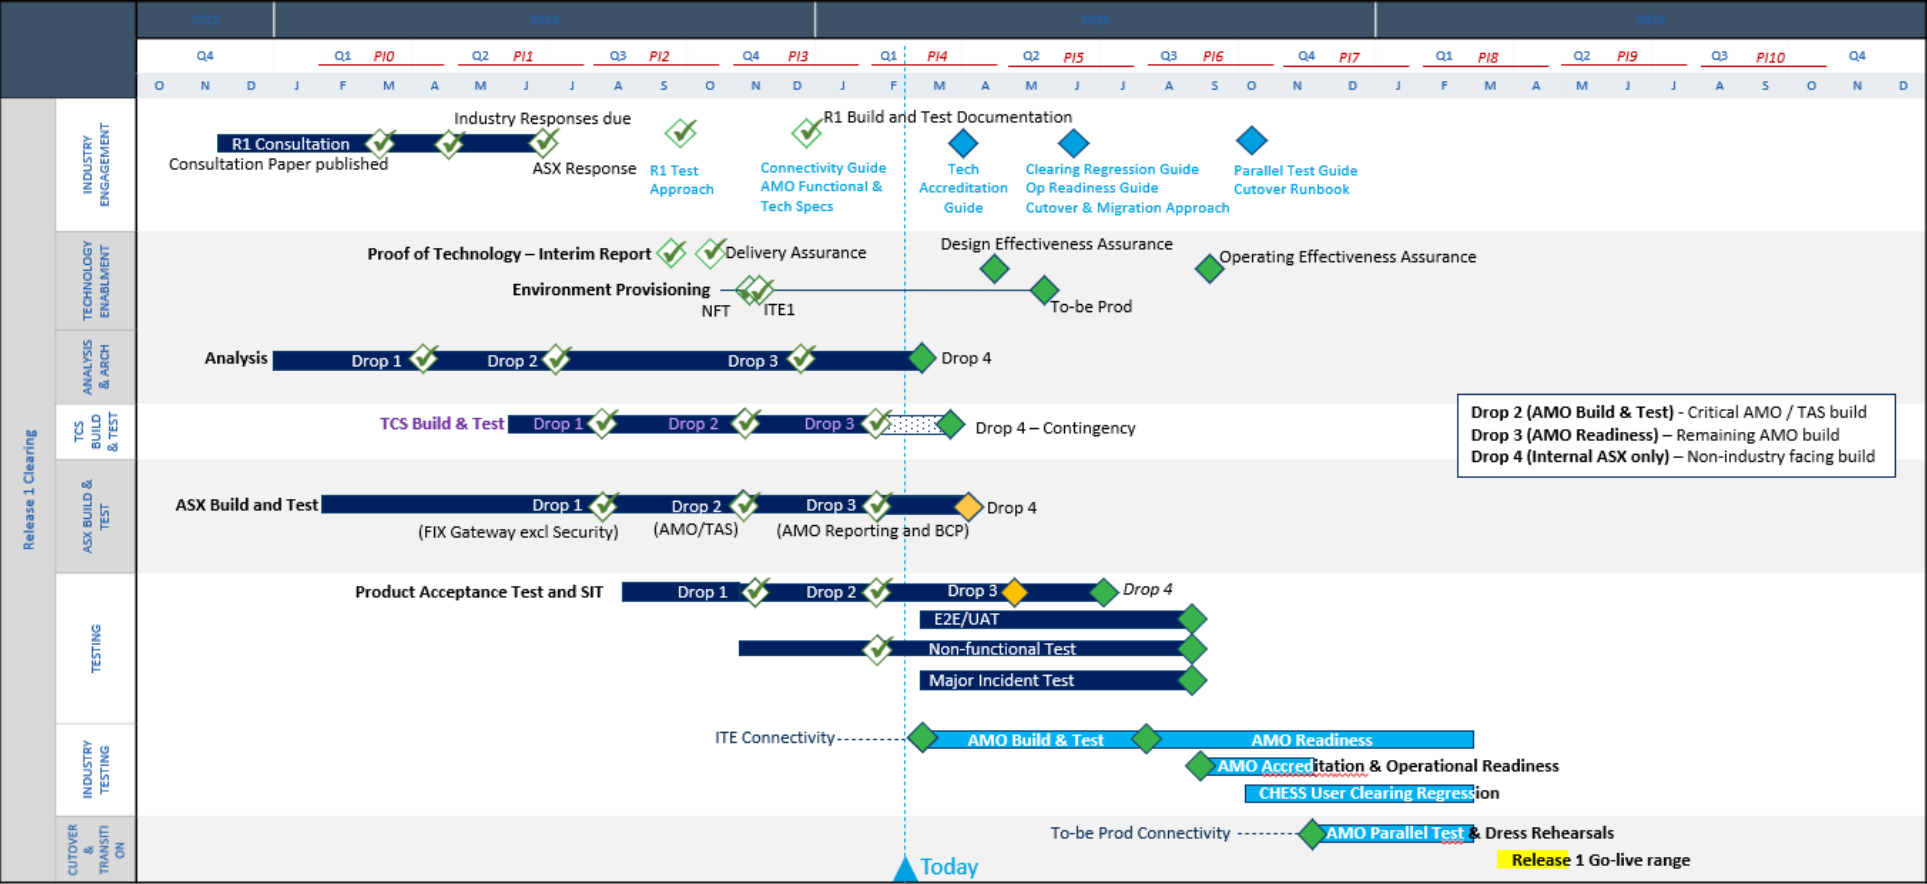 2023 2024 2025 2026
Q4 Q1 PI0 Q2 PI1 Q3 PI2 Q4 PI3 Q1 PI4 Q2 PI5 Q3 PI6 Q4 PI7 Q1 PI8 Q2 PI9 Q3 PI10 Q4
O N D J F M A M J J A S O N D J F M A M J J A S O N D J F M A M J J A S O N D
Release 1 Clearing
INDUSTRY
ENGAGEMENT
Industry Responses due
R1 Consultation
Consultation Paper published
ASX Response
R1 Test
Approach
R1 Build and Test Documentation
Connectivity Guide
AMO Functional &
Tech Specs
Tech
Accreditation
Guide
Clearing Regression Guide
Op Readiness Guide
Cutover & Migration Approach
Parallel Test Guide
Cutover Runbook
TECHNOLOGY
ENABLMENT
Proof of Technology – Interim Report
Delivery Assurance
Design Effectiveness Assurance
Operating Effectiveness Assurance
Environment Provisioning
NFT
ITE1
To-be Prod
ANALYSIS
& ARCH
Analysis
Drop 1
Drop 2
Drop 3
Drop 4
TCS
BUILD
& TEST
TCS Build & Test
Drop 1
Drop 2
Drop 3
Drop 4 – Contingency
Drop 2 (AMO Build & Test) - Critical AMO / TAS build
Drop 3 (AMO Readiness) – Remaining AMO build
Drop 4 (Internal ASX only) – Non-industry facing build
ASX BUILD &
TEST
ASX Build and Test
Drop 1
Drop 2
Drop 3
Drop 4
(FIX Gateway excl Security)
(AMO/TAS)
(AMO Reporting and BCP)
TESTING
Product Acceptance Test and SIT
Drop 1
Drop 2
Drop 3
Drop 4
E2E/UAT
Non-functional Test
Major Incident Test
INDUSTRY
TESTING
ITE Connectivity
AMO Build & Test
AMO Readiness
AMO Accreditation & Operational Readiness
CHESS User Clearing Regression
CUTOVER
&
TRANSITI
ON
To-be Prod Connectivity
AMO Parallel Test & Dress Rehearsals
Release 1 Go-live range
Today